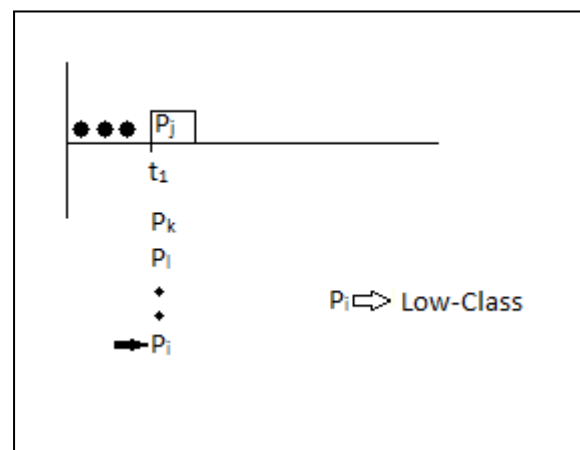 Pj
t1
Pk
Pl
Pi ⇨ Low-Class
Pi